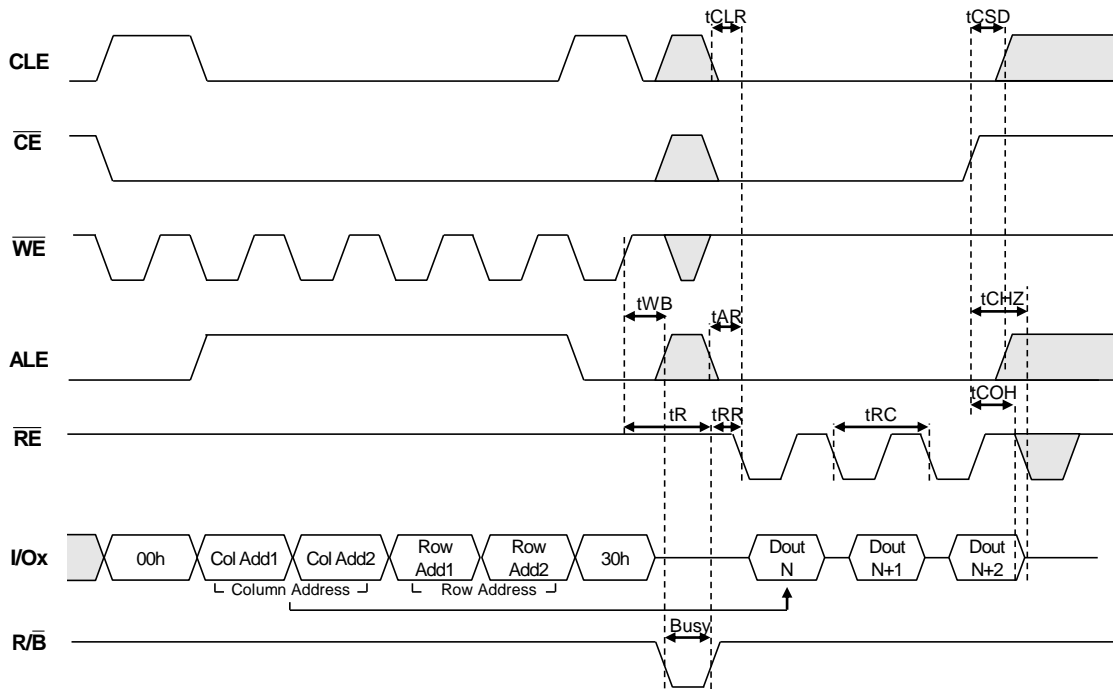 tCLR tCSD
CLE
CE
WE
tWB tAR tCHZ
ALE
tCOH
tR tRR tRC
RE
I/Ox 00h Col Add1 Col Add2 Row Add1 Row Add2 30h Dout N Dout N+1 Dout N+2
Column Address Row Address
Busy
R/B